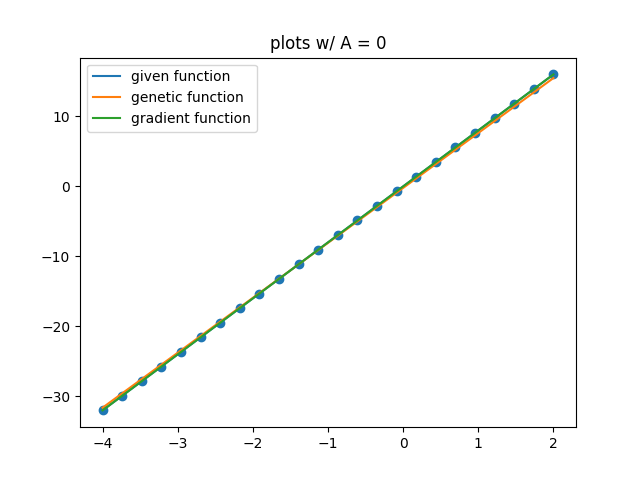 plots w/ A = 0
given function
genetic function
gradient function
10
0
−10
−20
−30
−4 −3 −2 −1 0 1 2